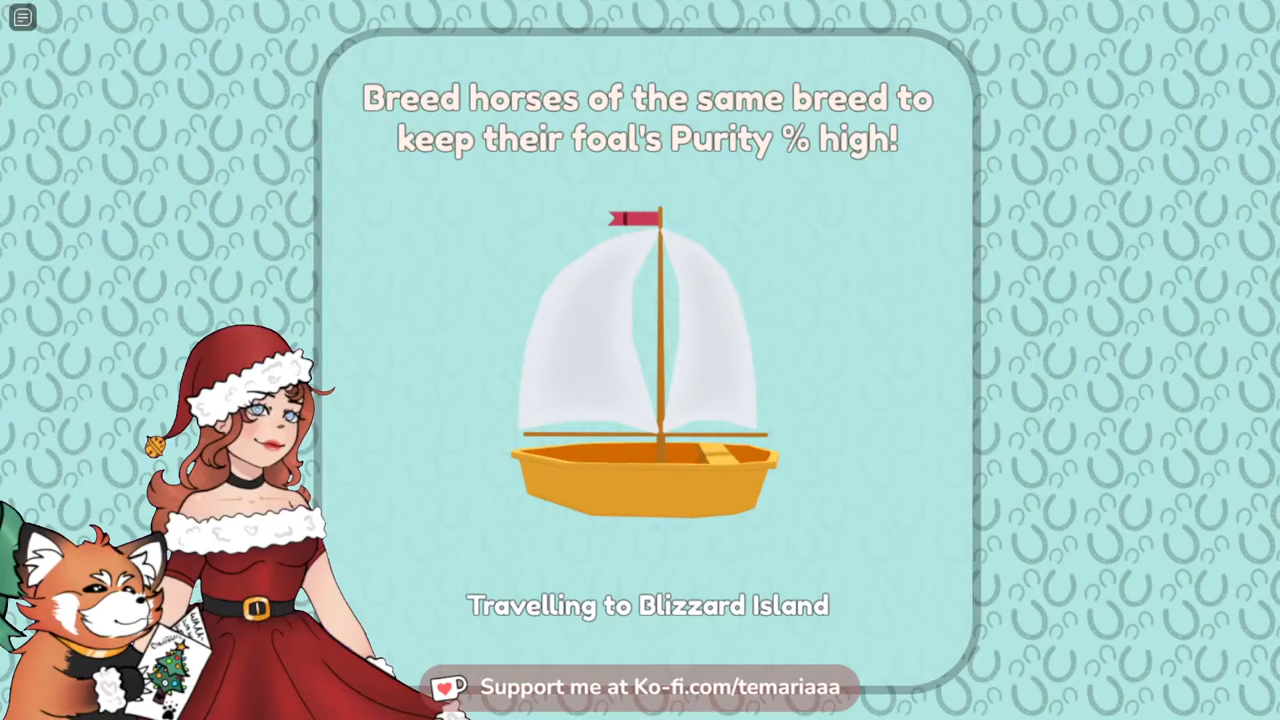 Breed horses of the same breed to
keep their foal's Purity % high!
Travelling to Blizzard Island
Support me at Ko-fi.com/temariaaa